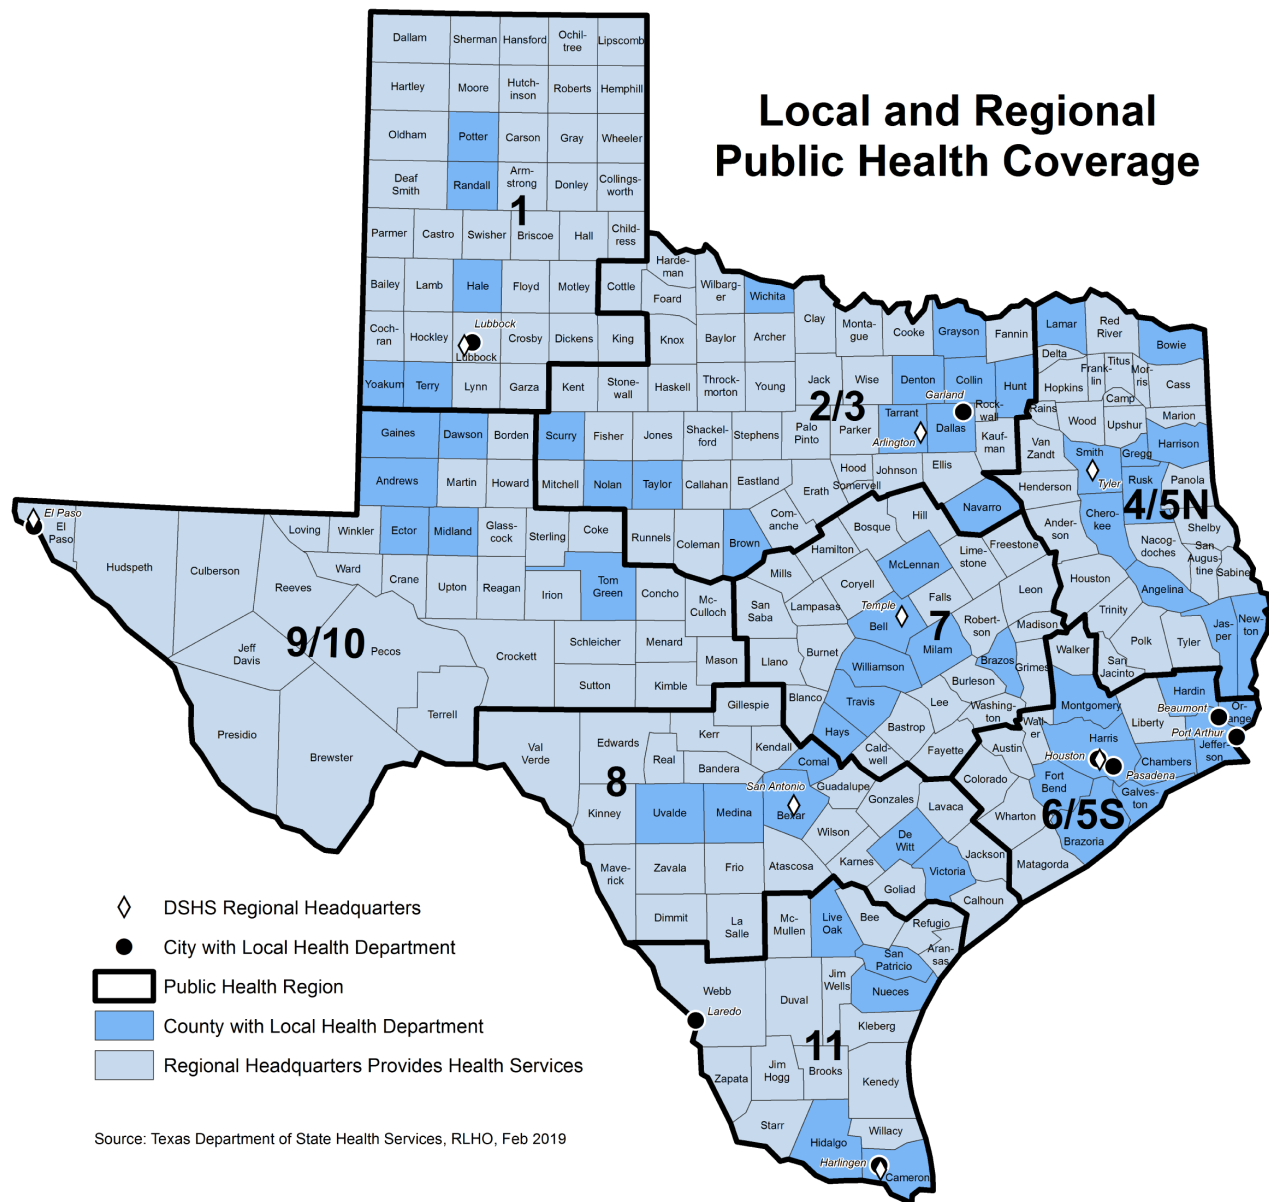 Local and Regional
Public Health Coverage
Dallam
Sherman
Hansford
Ochil-
tree
Lipscomb
Hartley
Moore
Hutch-
inson
Roberts
Hemphill
Oldham
Potter
Carson
Gray
Wheeler
Deaf
Smith
Randall
Arm-
strong
Donley
Collings-
worth
1
Parmer
Castro
Swisher
Briscoe
Hall
Child-
ress
Bailey
Lamb
Hale
Floyd
Motley
Cottle
Harde-
man
Foard
Wilbarg-
er
Wichita
Coch-
ran
Hockley
Lubbock
Lubbock
Crosby
Dickens
King
Knox
Baylor
Archer
Clay
Monta-
gue
Cooke
Grayson
Fannin
Lamar
Red
River
Bowie
Yoakum
Terry
Lynn
Garza
Kent
Stone-
wall
Haskell
Throck-
morton
Young
Jack
Wise
Denton
Collin
Hunt
Delta
Hopkins
Frank-
lin
Titus
Mor-
ris
Cass
Camp
2/3
Garland
Rock-
wall
Rains
Wood
Upshur
Marion
Gaines
Dawson
Borden
Scurry
Fisher
Jones
Shackel-
ford
Stephens
Palo
Pinto
Parker
Tarrant
Arlington
Dallas
Kauf-
man
Van
Zandt
Smith
Tyler
Gregg
Harrison
Andrews
Martin
Howard
Mitchell
Nolan
Taylor
Callahan
Eastland
Erath
Hood
Somervell
Johnson
Ellis
Henderson
Rusk
Panola
4/5N
El Paso
El
Paso
Hudspeth
Culberson
Loving
Winkler
Ector
Midland
Glass-
cock
Sterling
Coke
Runnels
Coleman
Brown
Com-
anche
Bosque
Hill
Navarro
Ander-
son
Chero-
kee
Nacog-
doches
Shelby
San
Augus-
tine
Sabine
Reeves
Ward
Crane
Upton
Reagan
Irion
Tom
Green
Concho
Mc-
Culloch
Mills
Hamilton
Coryell
McLennan
Lime-
stone
Freestone
Leon
Houston
Angelina
Trinity
Polk
Tyler
Jas-
per
New-
ton
9/10
Jeff
Davis
Pecos
Crockett
Schleicher
Menard
Mason
San
Saba
Lampasas
Temple
Bell
Falls
7
Milam
Robert-
son
Madison
Walker
San
Jacinto
Sutton
Kimble
Llano
Burnet
Williamson
Burleson
Brazos
Grimes
Presidio
Brewster
Terrell
Gillespie
Blanco
Travis
Hays
Bastrop
Lee
Washing-
ton
Wall-
er
Montgomery
Liberty
Hardin
Beaumont
Or-
ange
Port Arthur
Jeffer-
son
Val
Verde
Edwards
Real
Kerr
Kendall
Bandera
Comal
Cald-
well
Fayette
Austin
Harris
Houston
Pasadena
Chambers
8
Kinney
Uvalde
Medina
San Antonio
Bexar
Guadalupe
Gonzales
Lavaca
Colorado
Fort
Bend
Galves-
ton
Wharton
6/5S
Brazoria
Matagorda
Mave-
rick
Zavala
Frio
Atascosa
Wilson
Karnes
De
Witt
Victoria
Jackson
Goliad
Calhoun
Dimmit
La
Salle
Mc-
Mullen
Live
Oak
Bee
Refugio
Aran-
sas
San
Patricio
Nueces
Webb
Laredo
Duval
Jim
Wells
Kleberg
11
Zapata
Jim
Hogg
Brooks
Kenedy
Starr
Hidalgo
Willacy
Harlingen
Cameron
DSHS Regional Headquarters
City with Local Health Department
Public Health Region
County with Local Health Department
Regional Headquarters Provides Health Services
Source: Texas Department of State Health Services, RLHO, Feb 2019